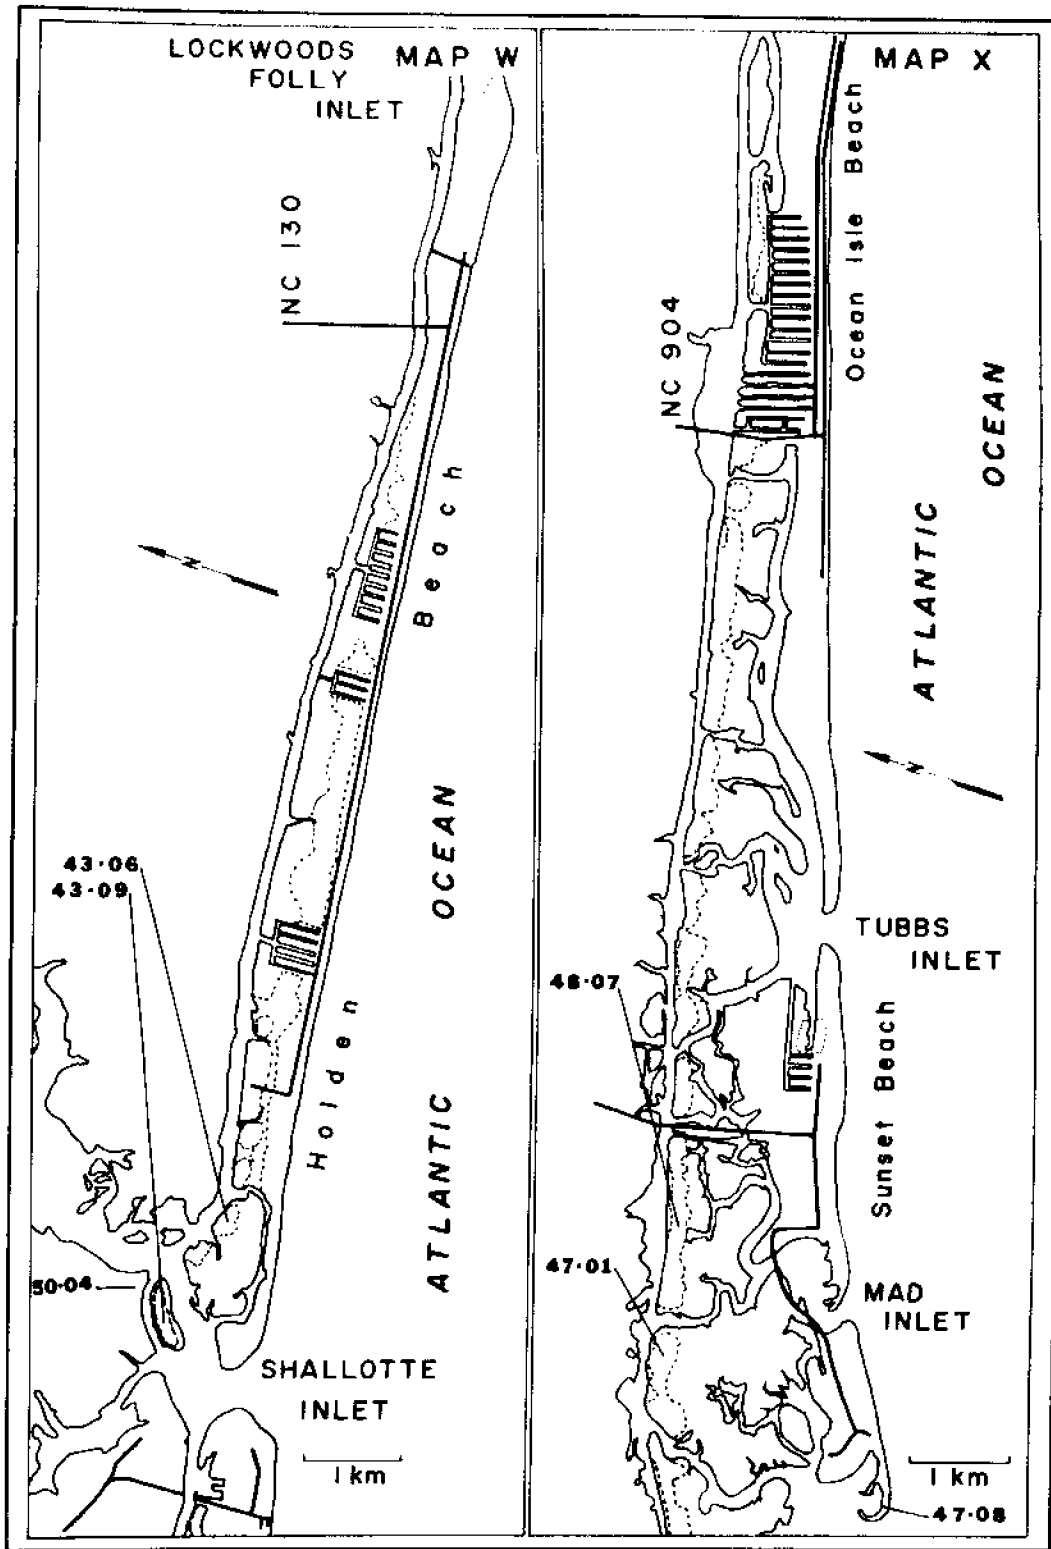 LOCKWOODS
FOLLY
INLET
MAP W
NC 130
Beach
N
OCEAN
43·06
43·09
Holden
ATLANTIC
50·04
SHALLOTTE
INLET
1 km
MAP X
Ocean Isle Beach
NC 904
OCEAN
ATLANTIC
N
TUBBS
INLET
48·07
Sunset Beach
47·01
MAD
INLET
1 km
47·08